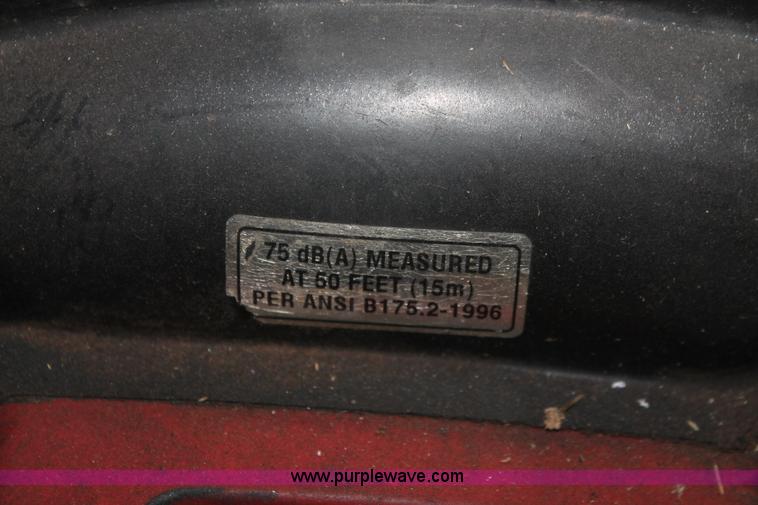 75 dB(A) MEASURED
AT 50 FEET (15m)
PER ANSI B175.2-1996
www.purplewave.com